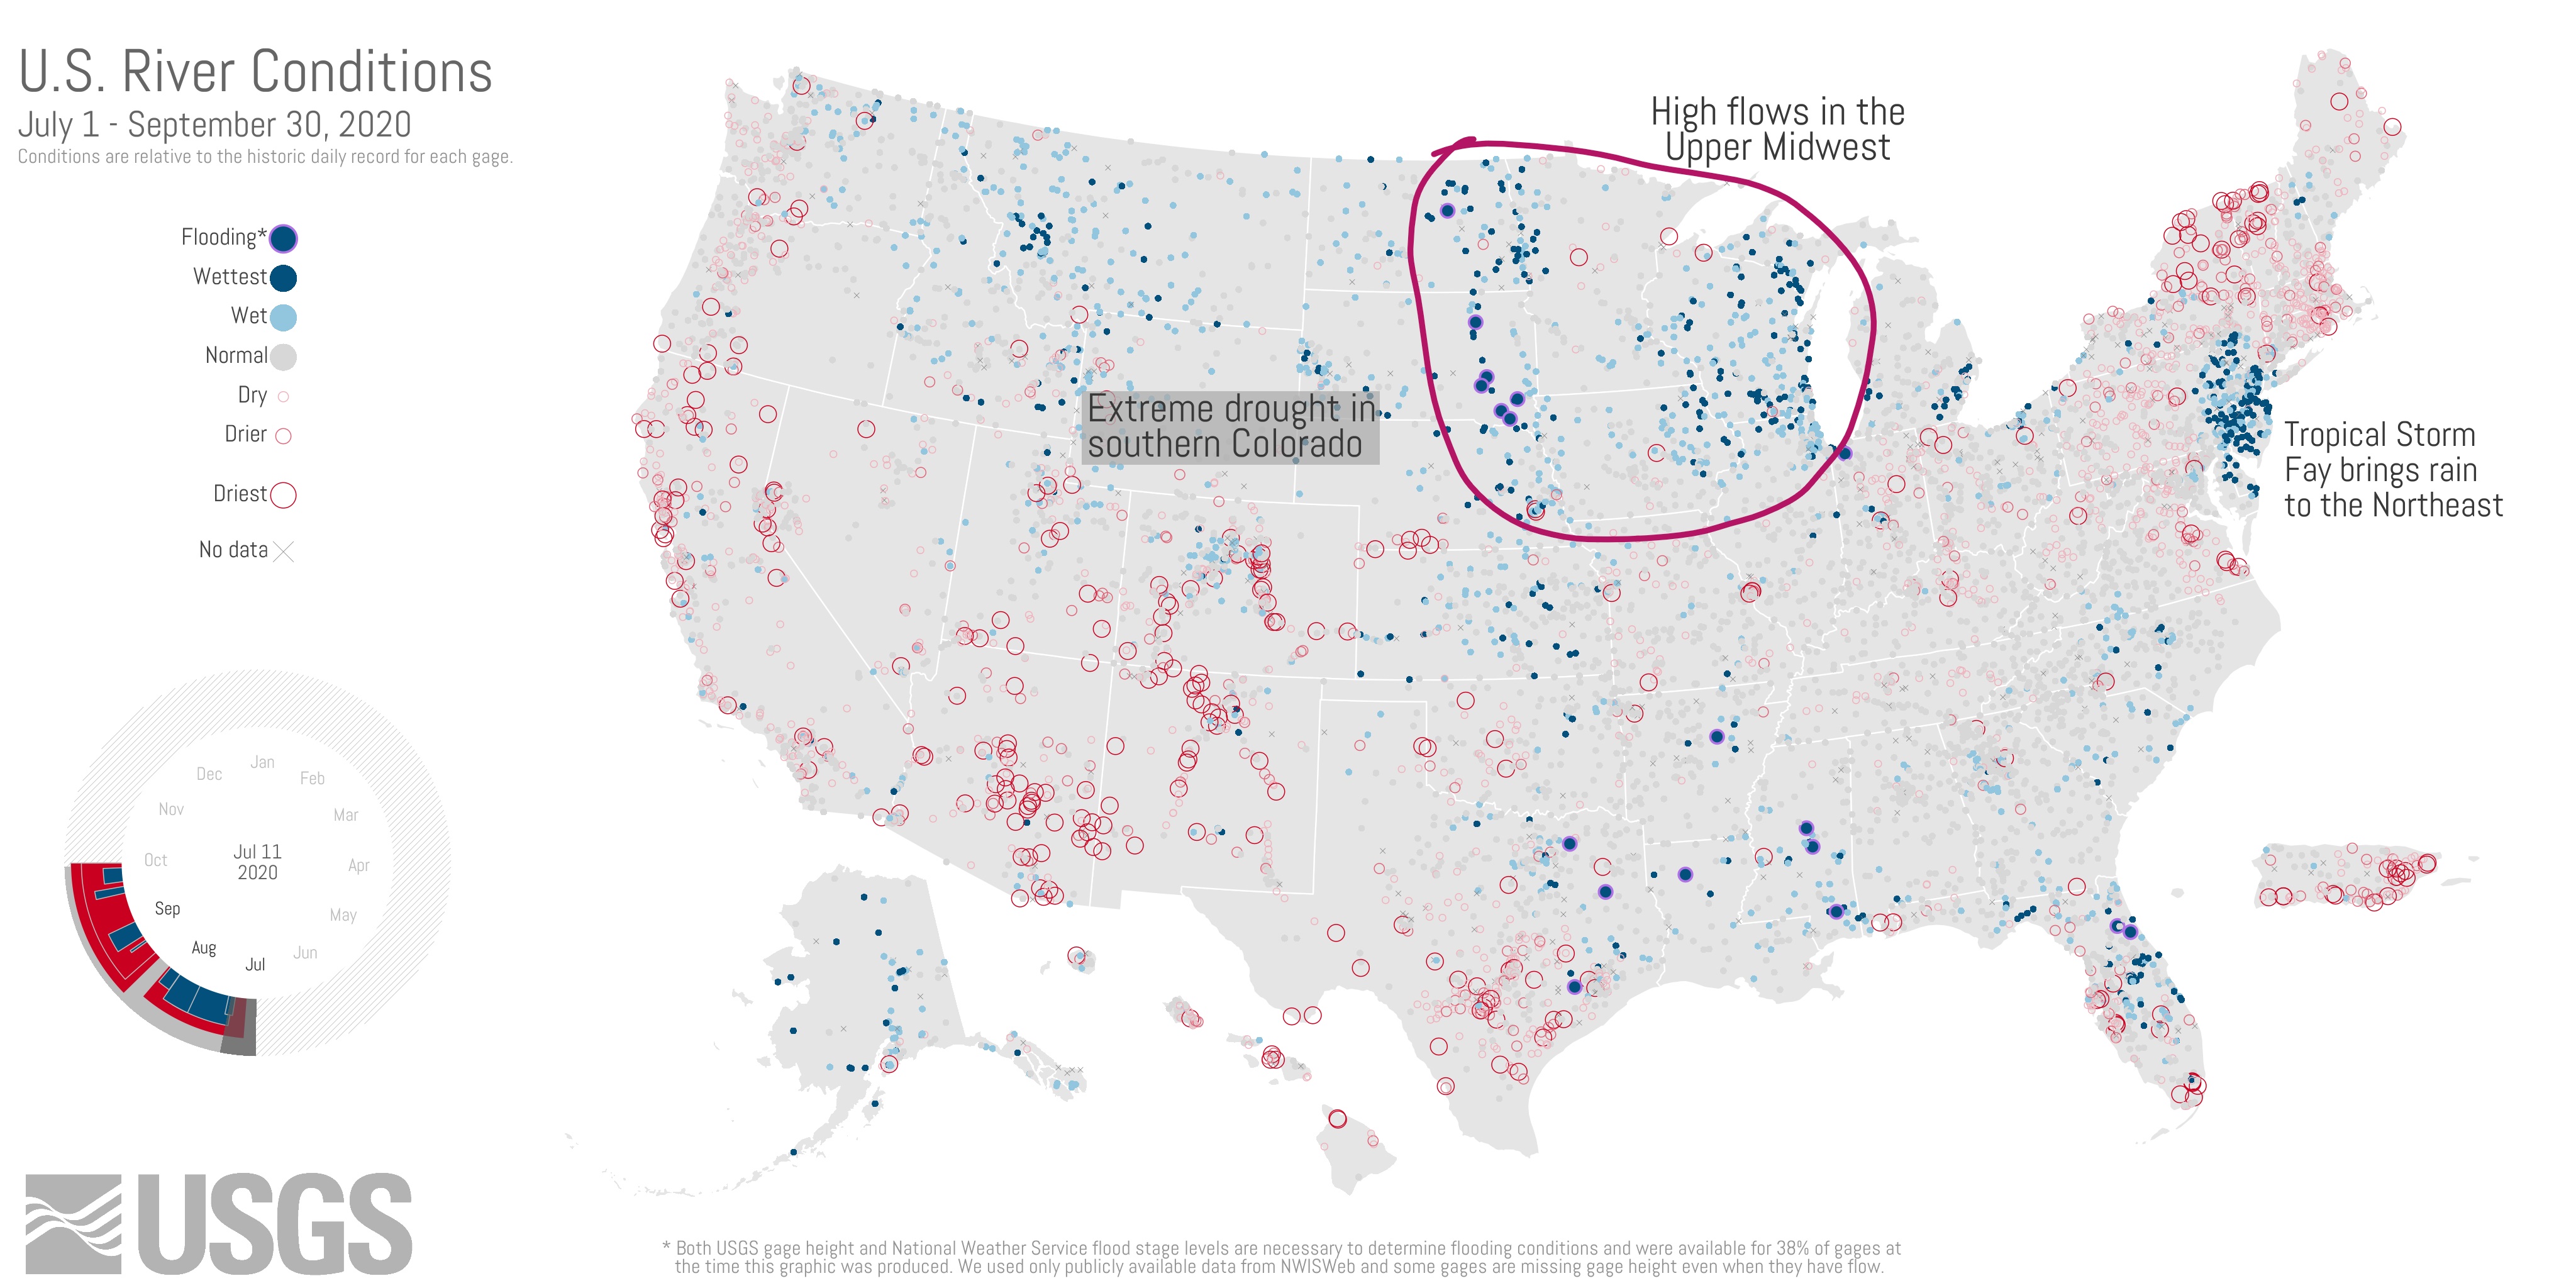 U.S. River Conditions
July 1 - September 30, 2020
Conditions are relative to the historic daily record for each gage.
Flooding*
Wettest
Wet
Normal
Dry
Drier
Driest
No data
High flows in the
Upper Midwest
Extreme drought in
southern Colorado
Tropical Storm
Fay brings rain
to the Northeast
Jan
Feb
Mar
Apr
May
Jun
Jul
Aug
Sep
Oct
Nov
Dec
Jul 11
2020
USGS
* Both USGS gage height and National Weather Service flood stage levels are necessary to determine flooding conditions and were available for 38% of gages at
the time this graphic was produced. We used only publicly available data from NWISWeb and some gages are missing gage height even when they have flow.